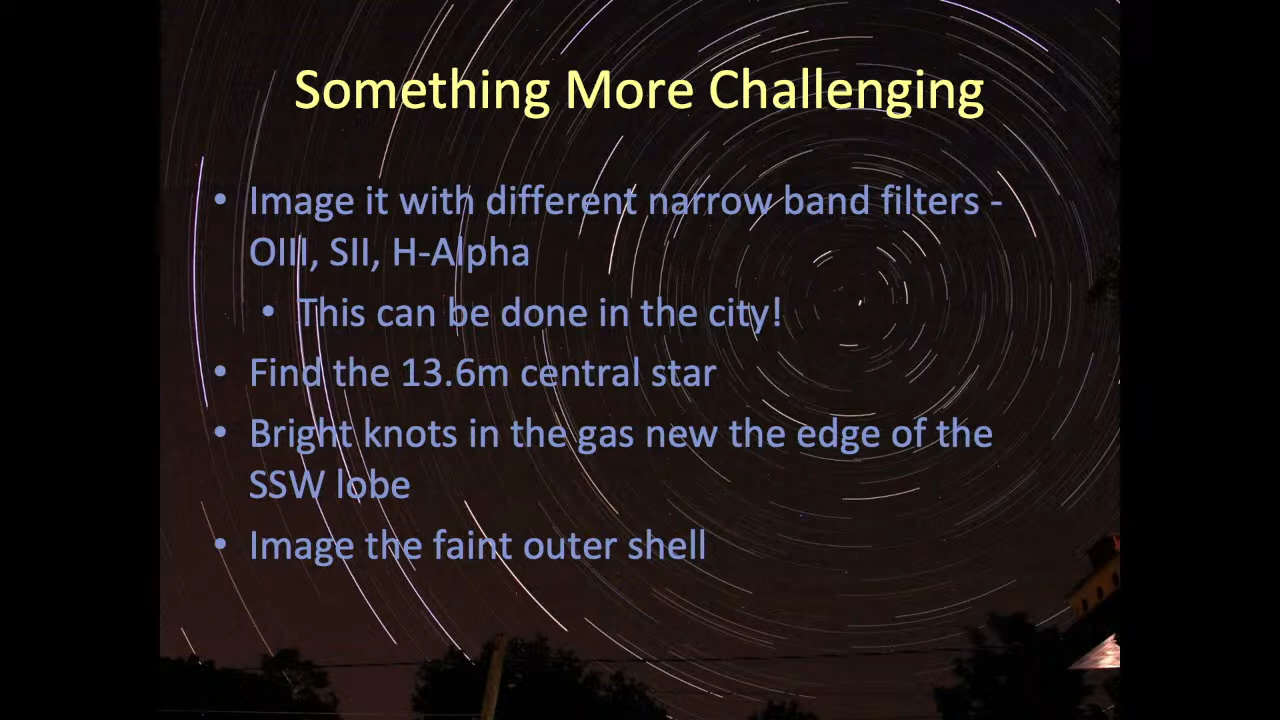 Something More Challenging
• Image it with different narrow band filters -
OIII, SII, H-Alpha
• This can be done in the city!
• Find the 13.6m central star
• Bright knots in the gas new the edge of the
SSW lobe
• Image the faint outer shell